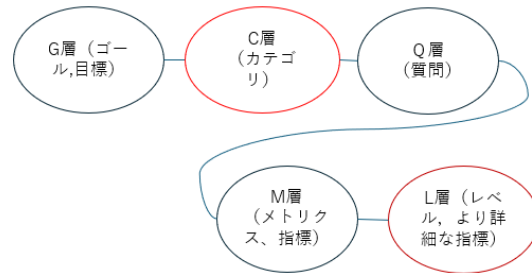 G層（ゴー
ル,目標）
C層
（カテゴ
リ）
Ｑ層
（質問）
M層
（メトリク
ス、指標）
L層（レベ
ル，より詳
細な指標）